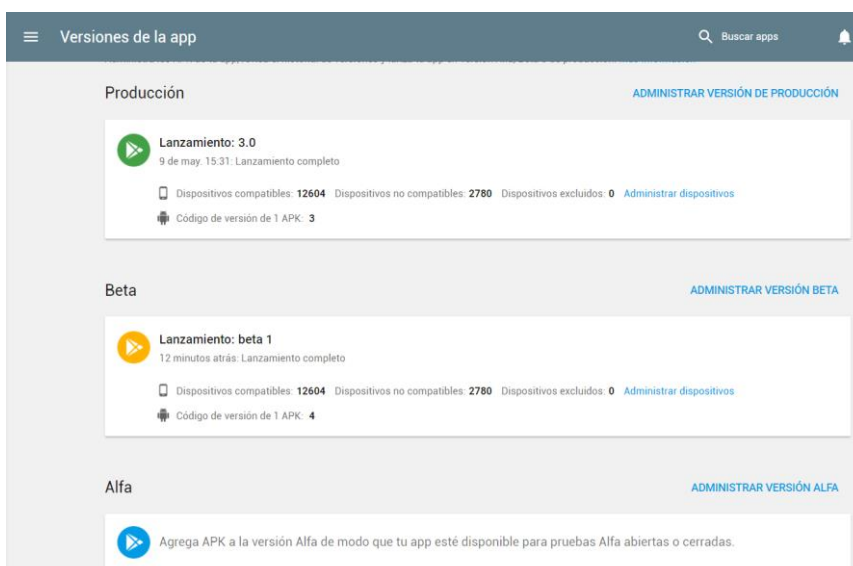 Versiones de la app
Buscar apps
Producción
ADMINISTRAR VERSIÓN DE PRODUCCIÓN
Lanzamiento: 3.0
9 de may. 15:31: Lanzamiento completo
Dispositivos compatibles: 12604 Dispositivos no compatibles: 2780 Dispositivos excluidos: 0 Administrar dispositivos
Código de versión de 1 APK: 3
Beta
ADMINISTRAR VERSIÓN BETA
Lanzamiento: beta 1
12 minutos atrás: Lanzamiento completo
Dispositivos compatibles: 12604 Dispositivos no compatibles: 2780 Dispositivos excluidos: 0 Administrar dispositivos
Código de versión de 1 APK: 4
Alfa
ADMINISTRAR VERSIÓN ALFA
Agrega APK a la versión Alfa de modo que tu app esté disponible para pruebas Alfa abiertas o cerradas.